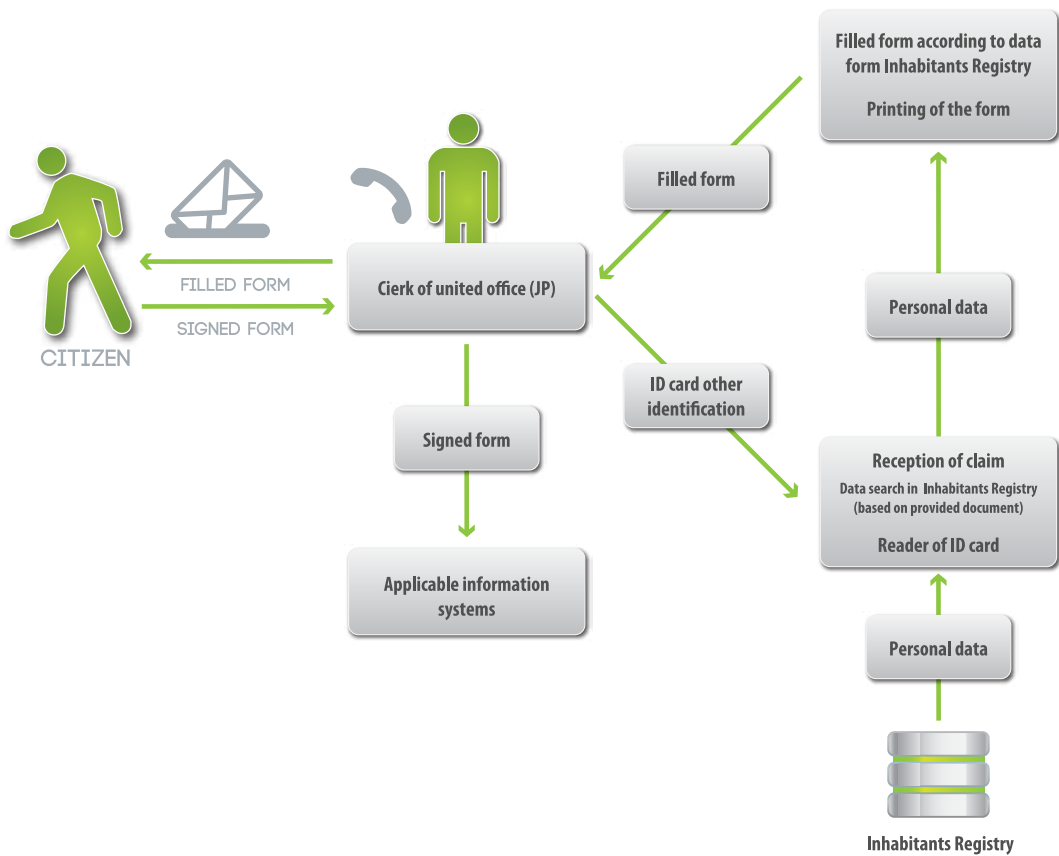 Filled form according to data
form Inhabitants Registry
Printing of the form
Filled form
FILLED FORM
SIGNED FORM
CITIZEN
Cierk of united office (JP)
Personal data
ID card other
identification
Signed form
Reception of claim
Data search in Inhabitants Registry
(based on provided document)
Reader of ID card
Applicable information
systems
Personal data
Inhabitants Registry